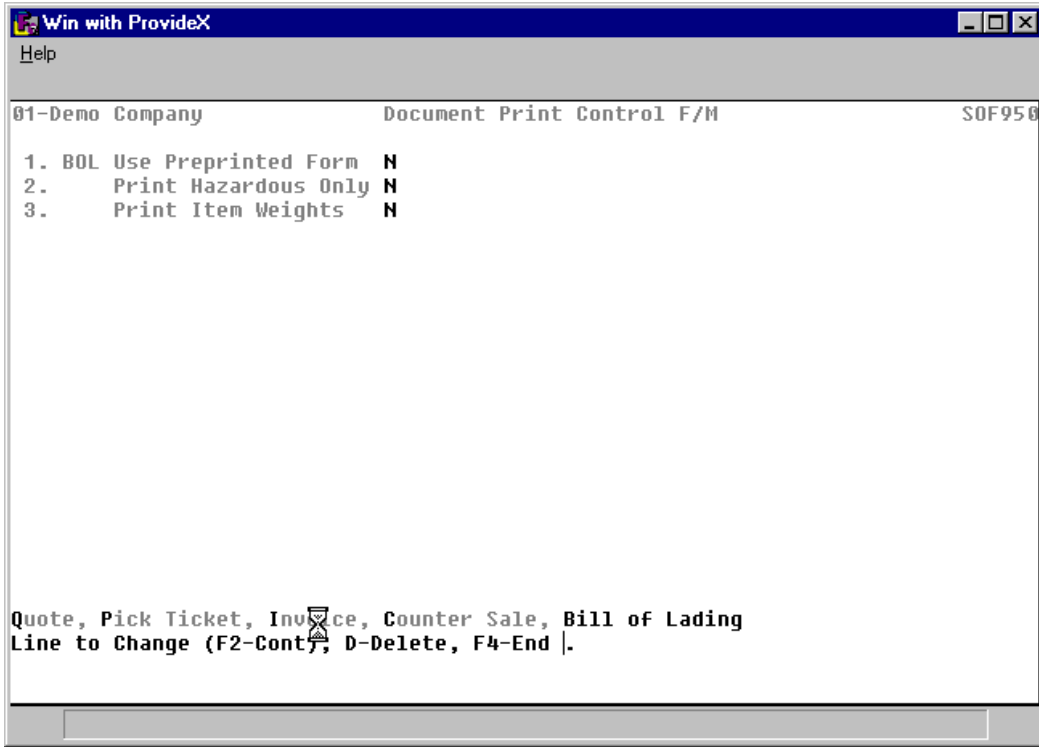 Win with ProvideX
Help
01-Demo Company Document Print Control F/M SOF950
1. BOL Use Preprinted Form N
2. Print Hazardous Only N
3. Print Item Weights N
Quote, Pick Ticket, Invoice, Counter Sale, Bill of Lading
Line to Change (F2-Cont), D-Delete, F4-End .